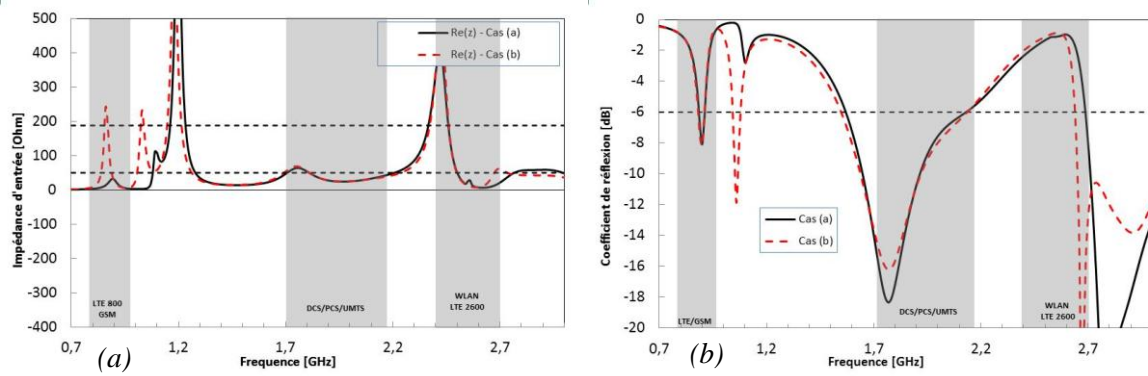 500
400
300
200
100
0
-100
-200
-300
-400
Impédance d'entrée [Ohm]
Re(z) - Cas (a)
Re(z) - Cas (b)
LTE 800
GSM
DCS/PCS/UMTS
WLAN
LTE 2600
0,7
1,2
1,7
2,2
2,7
Frequence [GHz]
(a)
0
-2
-4
-6
-8
-10
-12
-14
-16
-18
-20
Coefficient de réflexion [dB]
Cas (a)
Cas (b)
LTE/GSM
DCS/PCS/UMTS
WLAN
LTE 2600
0,7
1,2
1,7
2,2
2,7
Frequence [GHz]
(b)